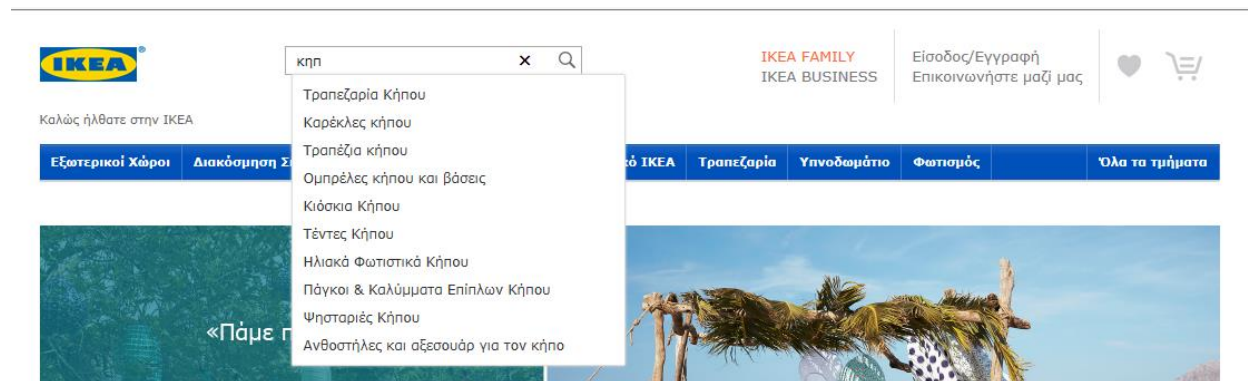 IKEA
κηπ
IKEA FAMILY
IKEA BUSINESS
Είσοδος/Εγγραφή
Επικοινωνήστε μαζί μας
Καλώς ήλθατε στην IKEA
Τραπεζαρία Κήπου
Καρέκλες κήπου
Τραπέζια κήπου
Ομπρέλες κήπου και βάσεις
Κιόσκια Κήπου
Τέντες Κήπου
Ηλιακά Φωτιστικά Κήπου
Πάγκοι & Καλύμματα Επίπλων Κήπου
Ψησταριές Κήπου
Ανθοστήλες και αξεσουάρ για τον κήπο
Εξωτερικοί Χώροι Διακόσμηση IKEA Τραπεζαρία Υπνοδωμάτιο Φωτισμός Όλα τα τμήματα
«Πάμε